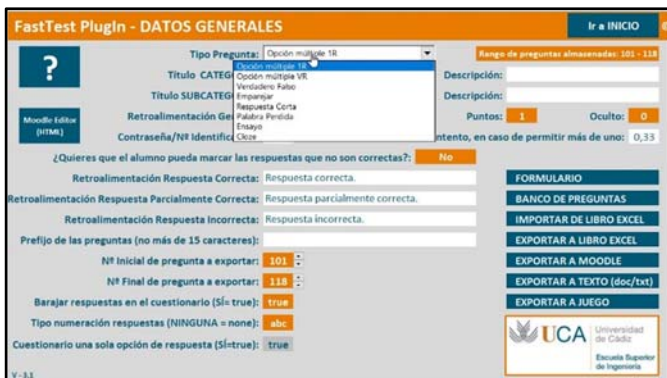 FastTest PlugIn - DATOS GENERALES
Ir a INICIO
?
Tipo Pregunta: Opción múltiple 1R
Rango de preguntas almacenadas: 101 - 118
Opción múltiple 1R
Opción múltiple VR
Verdadero Falso
Emparejar
Respuesta Corta
Palabra Perdida
Ensayo
Cloze
Título CATEG
Descripción:
Título SUBCATEG
Descripción:
Moodle Editor
(HTML)
Retroalimentación Ge
Puntos: 1
Oculto: 0
Contraseña/Nº Identific
ntento, en caso de permitir más de uno: 0,33
¿Quieres que el alumno pueda marcar las respuestas que no son correctas?: No
Retroalimentación Respuesta Correcta: Respuesta correcta.
FORMULARIO
Retroalimentación Respuesta Parcialmente Correcta: Respuesta parcialmente correcta.
BANCO DE PREGUNTAS
Retroalimentación Respuesta Incorrecta: Respuesta incorrecta.
IMPORTAR DE LIBRO EXCEL
Prefijo de las preguntas (no más de 15 caracteres):
EXPORTAR A LIBRO EXCEL
Nº Inicial de pregunta a exportar: 101
EXPORTAR A MOODLE
Nº Final de pregunta a exportar: 118
EXPORTAR A TEXTO (doc/txt)
Barajar respuestas en el cuestionario (SÍ= true): true
EXPORTAR A JUEGO
Tipo numeración respuestas (NINGUNA = none): abc
Cuestionario una sola opción de respuesta (SÍ=true): true
UCA
Universidad
de Cádiz
Escuela Superior
de Ingeniería
V - 3.1